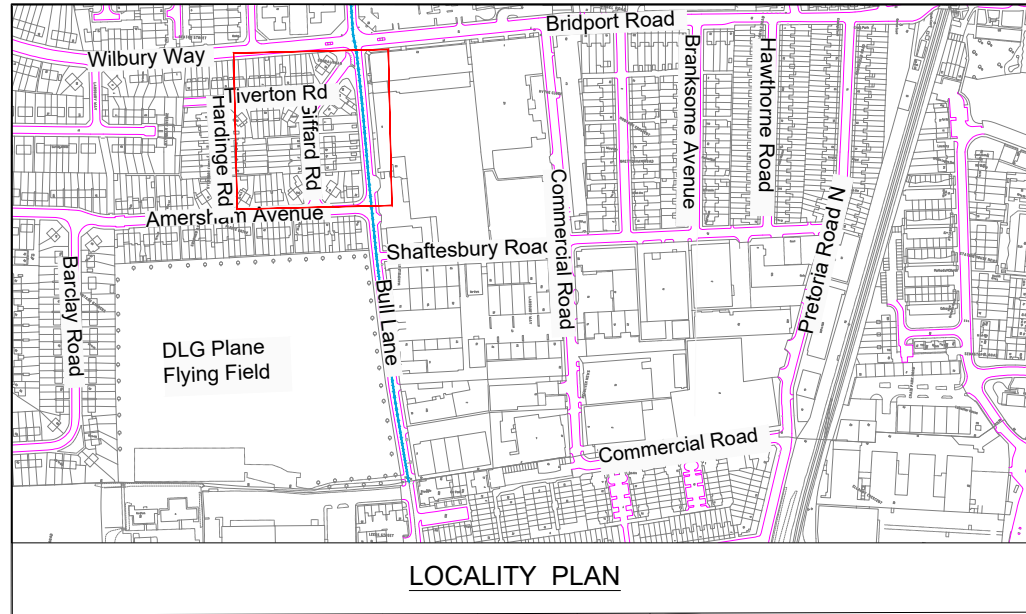 Bridport Road
Wilbury Way
Tiverton Rd
Hardinge Rd
Giffard Rd
Branksome Avenue
Hawthorne Road
Amersham Avenue
Shaftesbury Road
Commercial Road
Pretoria Road N
Barclay Road
Bull Lane
DLG Plane
Flying Field
Commercial Road
LOCALITY PLAN